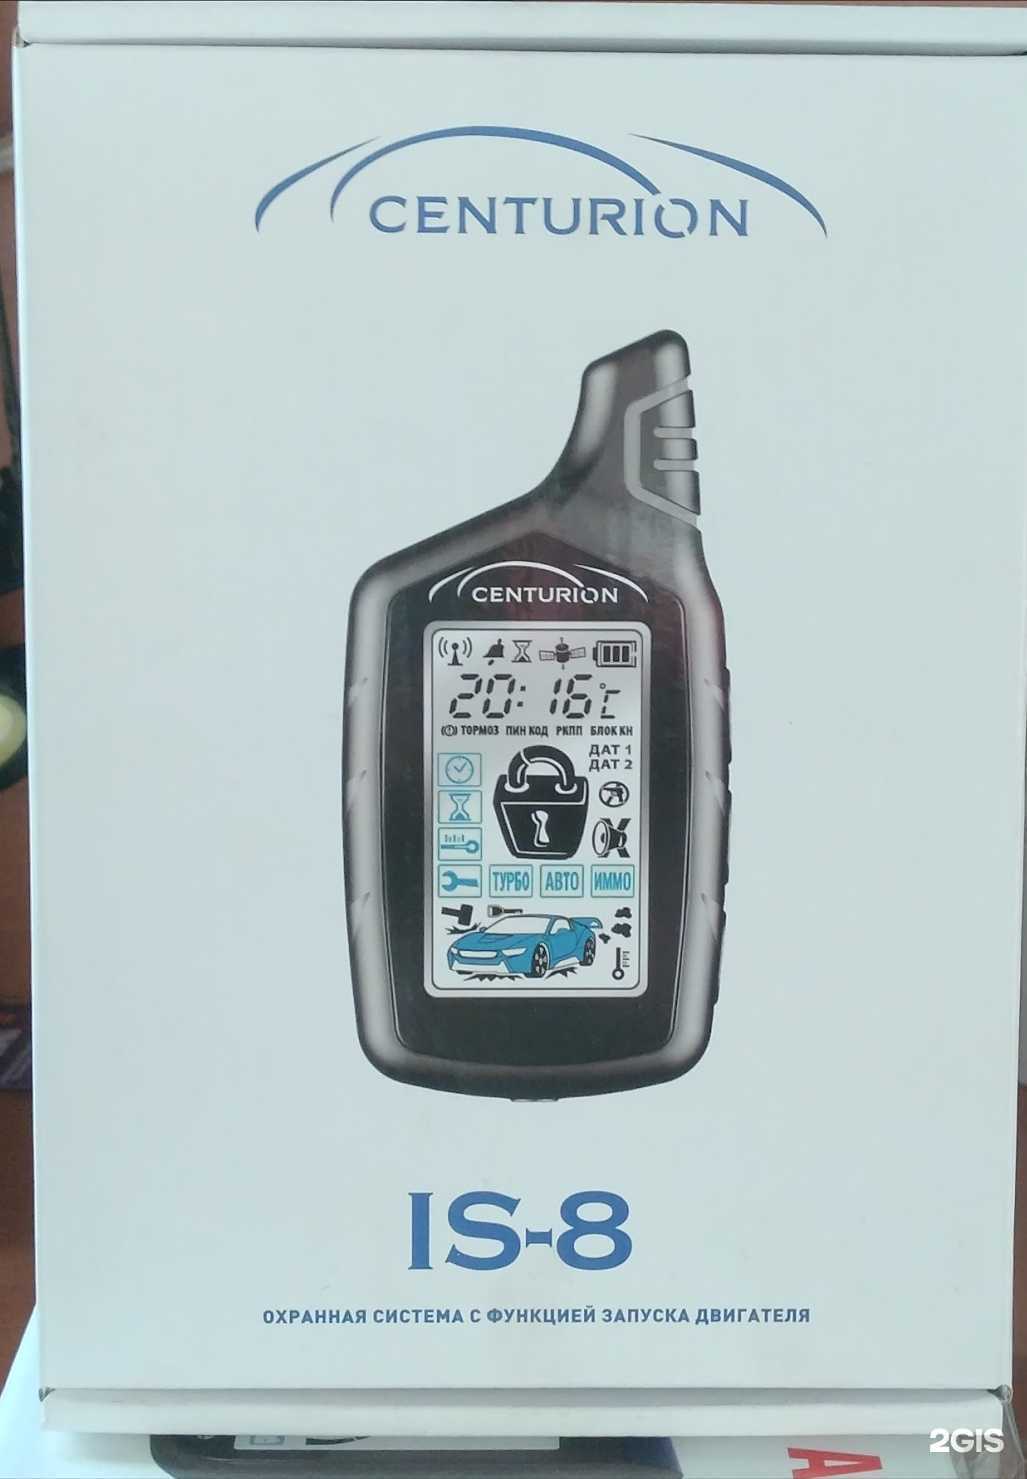 CENTURION
CENTURION
20:16°C
ТОРМОЗ ПИН КОД РКПП БЛОК КН
ДАТ 1
ДАТ 2
ТУРБО АВТО ИММО
IS-8
ОХРАННАЯ СИСТЕМА С ФУНКЦИЕЙ ЗАПУСКА ДВИГАТЕЛЯ
А
2GIS